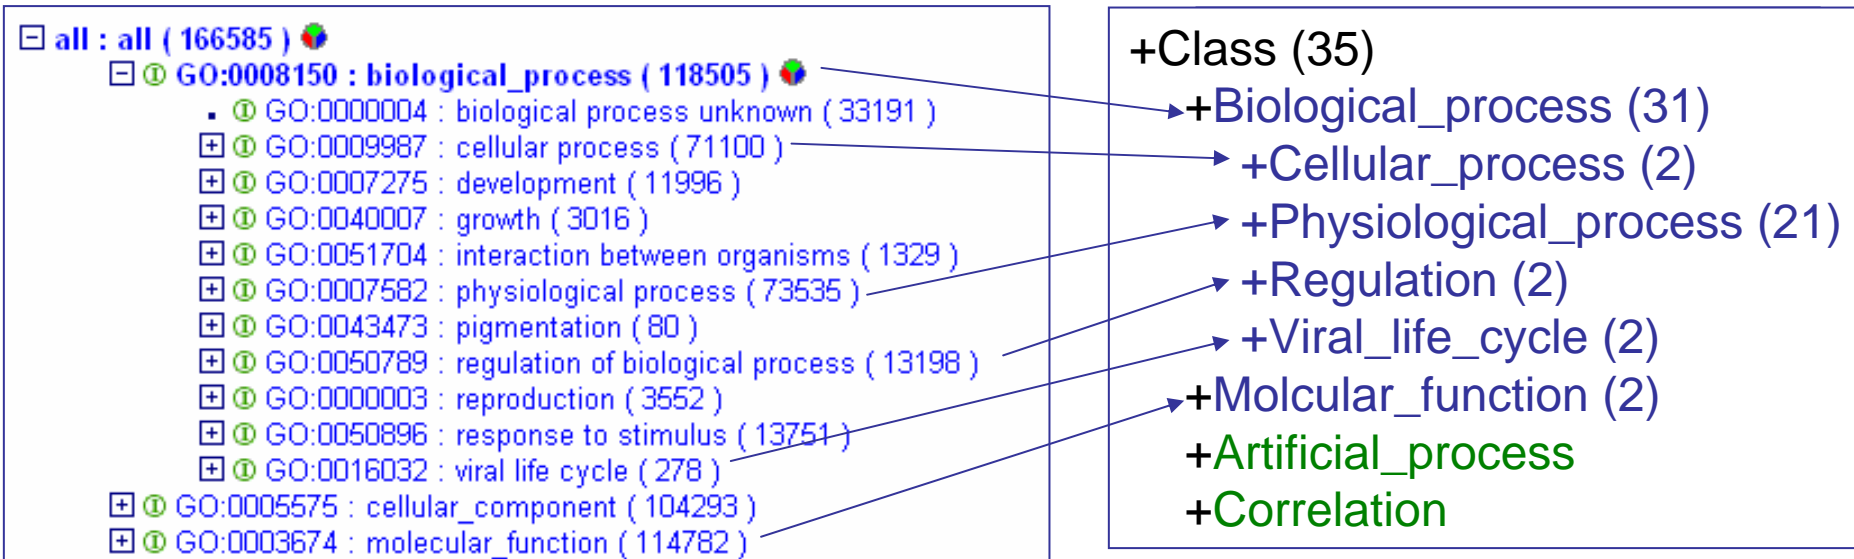 all : all ( 166585 )
GO:0008150 : biological_process ( 118505 )
GO:0000004 : biological process unknown ( 33191 )
GO:0009987 : cellular process ( 71100 )
GO:0007275 : development ( 11996 )
GO:0040007 : growth ( 3016 )
GO:0051704 : interaction between organisms ( 1329 )
GO:0007582 : physiological process ( 73535 )
GO:0043473 : pigmentation ( 80 )
GO:0050789 : regulation of biological process ( 13198 )
GO:0000003 : reproduction ( 3552 )
GO:0050896 : response to stimulus ( 13751 )
GO:0016032 : viral life cycle ( 278 )
GO:0005575 : cellular_component ( 104293 )
GO:0003674 : molecular_function ( 114782 )
+Class (35)
+Biological_process (31)
+Cellular_process (2)
+Physiological_process (21)
+Regulation (2)
+Viral_life_cycle (2)
+Molcular_function (2)
+Artificial_process
+Correlation